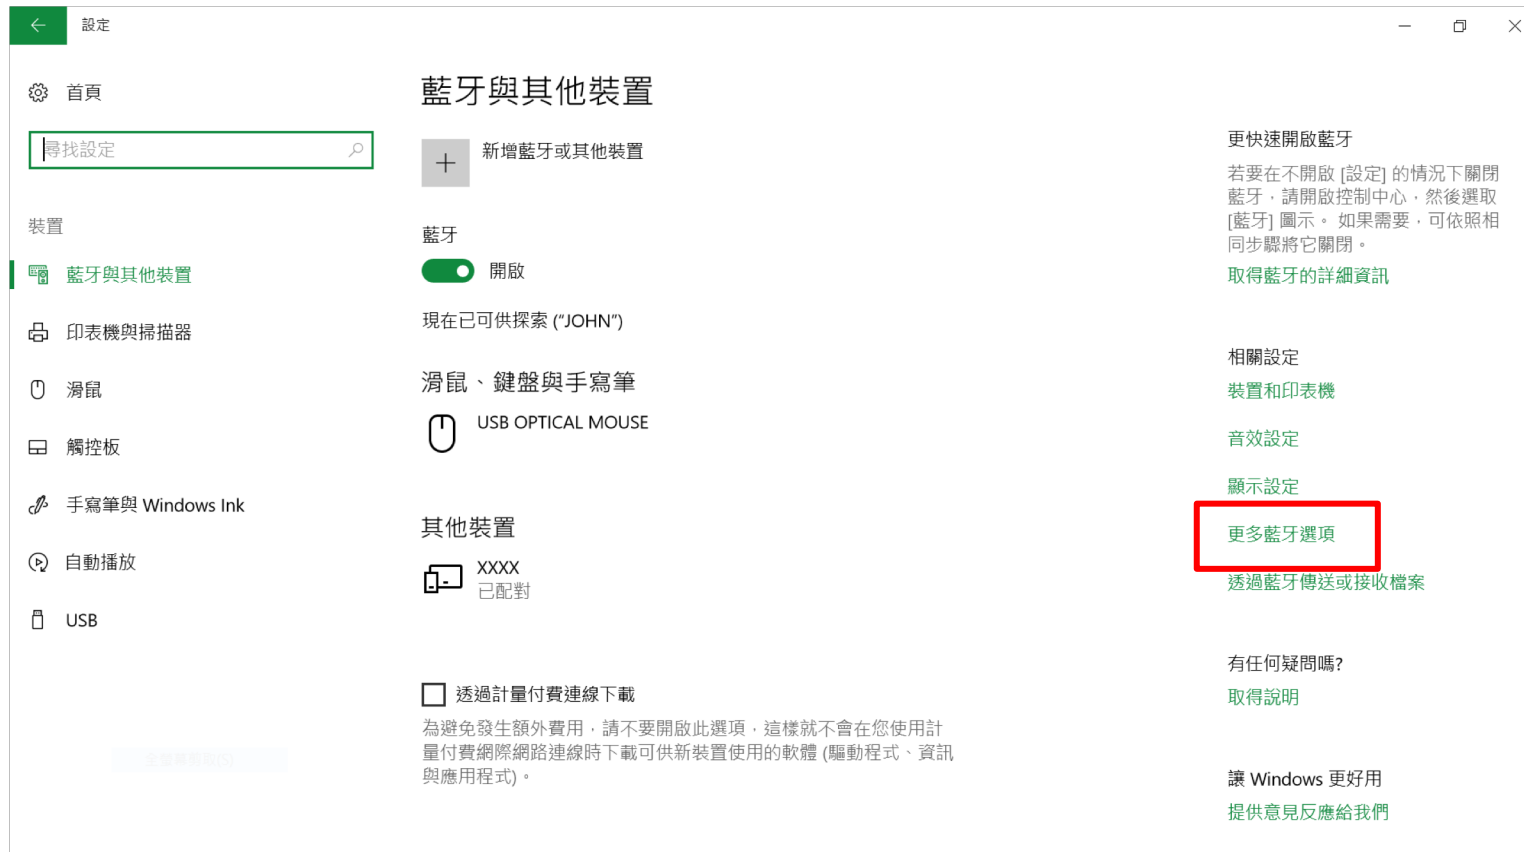 設定
首頁
尋找設定
裝置
藍牙與其他裝置
印表機與掃描器
滑鼠
觸控板
手寫筆與 Windows Ink
自動播放
USB
藍牙與其他裝置
新增藍牙或其他裝置
藍牙
開啟
現在已可供探索 (“JOHN”)
滑鼠、鍵盤與手寫筆
USB OPTICAL MOUSE
其他裝置
XXXX
已配對
透過計量付費連線下載
為避免發生額外費用，請不要開啟此選項，這樣就不會在您使用計
量付費網際網路連線時下載可供新裝置使用的軟體 (驅動程式、資訊
與應用程式)。
更快速開啟藍牙
若要在不開啟 [設定] 的情況下關閉
藍牙，請開啟控制中心，然後選取
[藍牙] 圖示。 如果需要，可依照相
同步驟將它關閉。
取得藍牙的詳細資訊
相關設定
裝置和印表機
音效設定
顯示設定
更多藍牙選項
透過藍牙傳送或接收檔案
有任何疑問嗎?
取得說明
讓 Windows 更好用
提供意見反應給我們